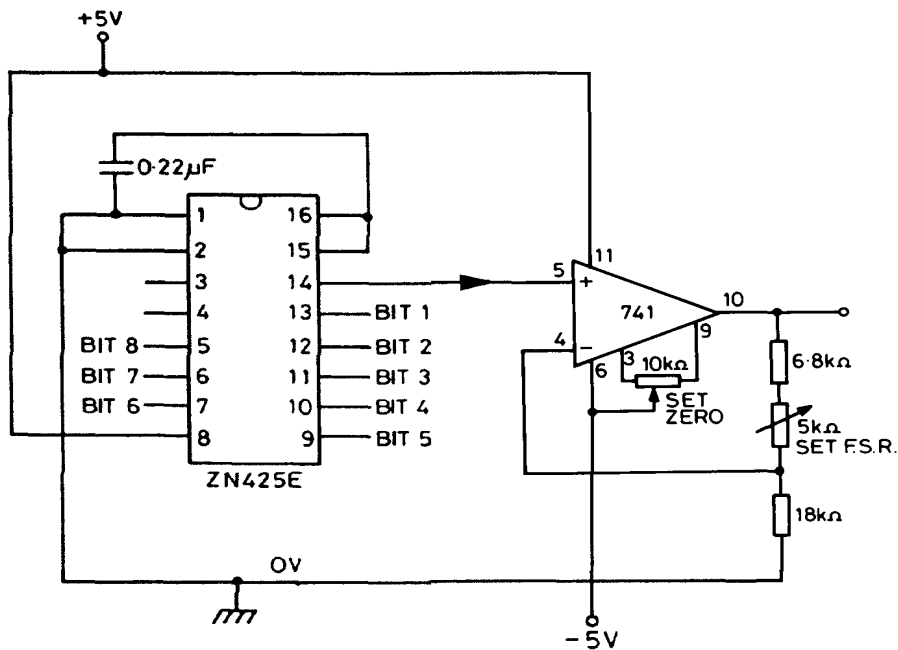 +5V
0·22µF
1 16
2 15
3 14
4 13 BIT 1
BIT 8 5 12 BIT 2
BIT 7 6 11 BIT 3
BIT 6 7 10 BIT 4
8 9 BIT 5
ZN425E
11
5 +
741
10
4 −
9
3
6
10kΩ
SET
ZERO
6·8kΩ
5kΩ
SET F.S.R.
18kΩ
0V
-5V